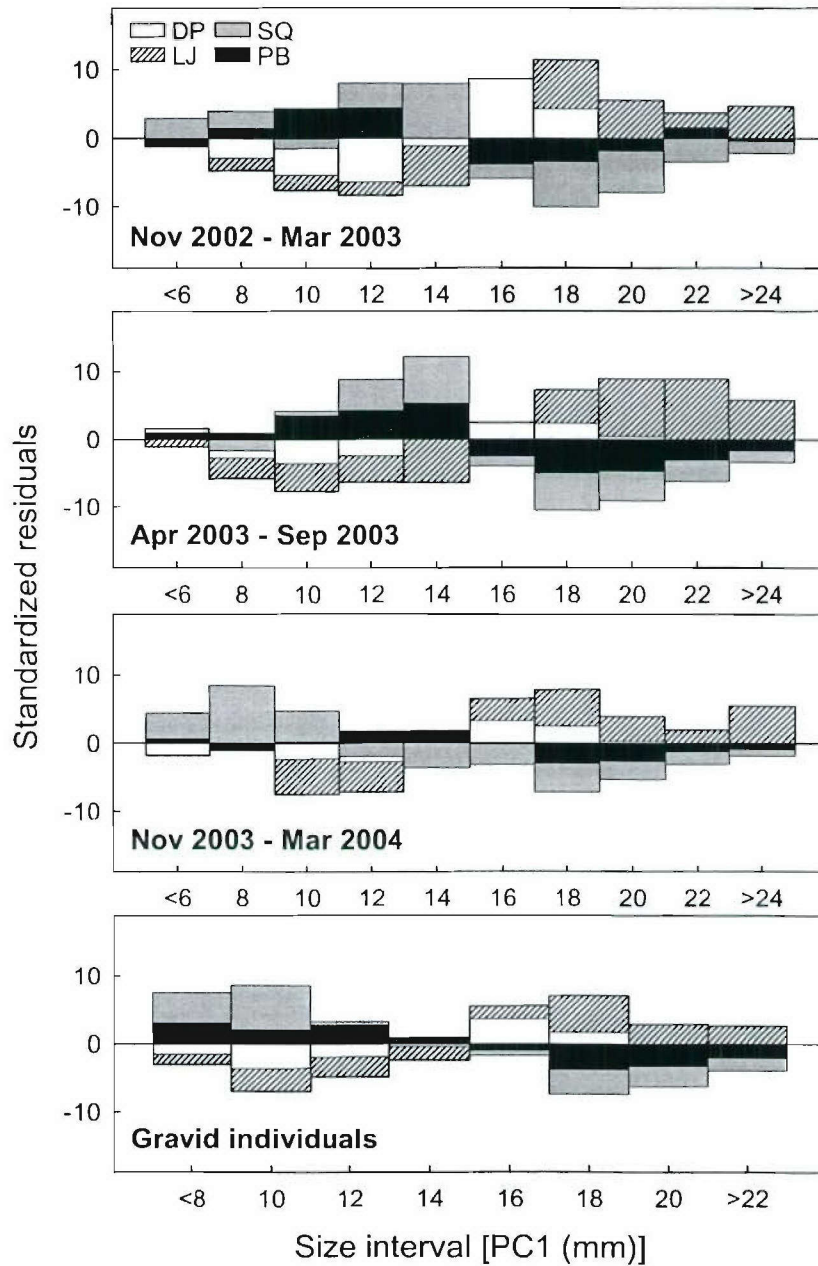 DP SQ
LJ PB
10
0
-10
Nov 2002 - Mar 2003
<6 8 10 12 14 16 18 20 22 >24
10
0
-10
Apr 2003 - Sep 2003
<6 8 10 12 14 16 18 20 22 >24
10
0
-10
Nov 2003 - Mar 2004
<6 8 10 12 14 16 18 20 22 >24
10
0
-10
Gravid individuals
<8 10 12 14 16 18 20 >22
Size interval [PC1 (mm)]
Standardized residuals